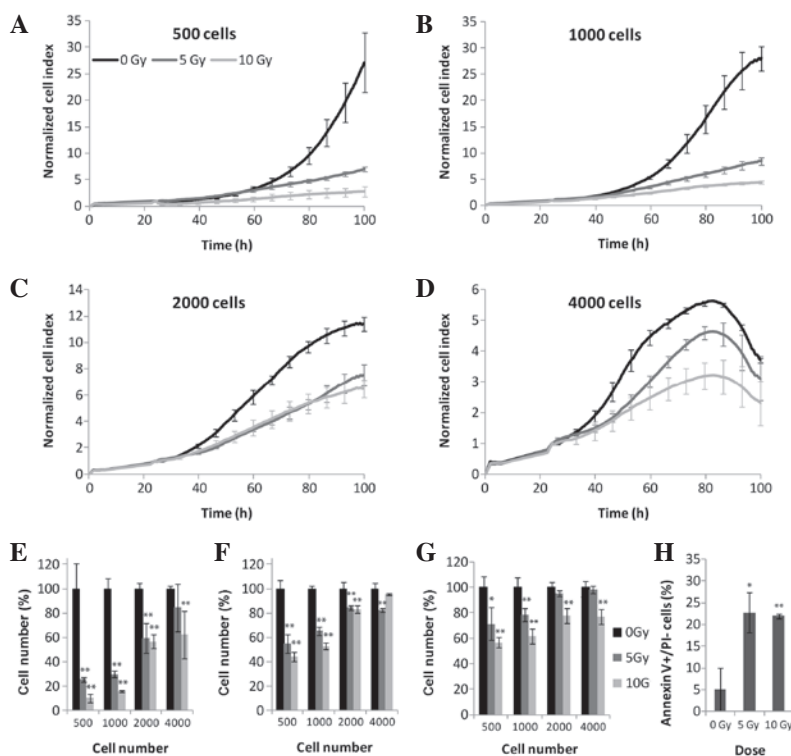 A
500 cells
0 Gy 5 Gy 10 Gy
Normalized cell index
35
30
25
20
15
10
5
0
0 20 40 60 80 100
Time (h)
B
1000 cells
Normalized cell index
35
30
25
20
15
10
5
0
0 20 40 60 80 100
Time (h)
C
2000 cells
Normalized cell index
14
12
10
8
6
4
2
0
0 20 40 60 80 100
Time (h)
D
4000 cells
Normalized cell index
6
5
4
3
2
1
0
0 20 40 60 80 100
Time (h)
E
Cell number (%)
100
80
60
40
20
0
** ** ** ** ** ** **
500 1000 2000 4000
Cell number
F
Cell number (%)
100
80
60
40
20
0
** ** ** ** ** ** **
500 1000 2000 4000
Cell number
G
Cell number (%)
100
80
60
40
20
0
* ** ** ** ** **
500 1000 2000 4000
Cell number
0Gy
5Gy
10G
H
Annexin V+/PI- cells (%)
35
30
25
20
15
10
5
0
* **
0 Gy 5 Gy 10 Gy
Dose